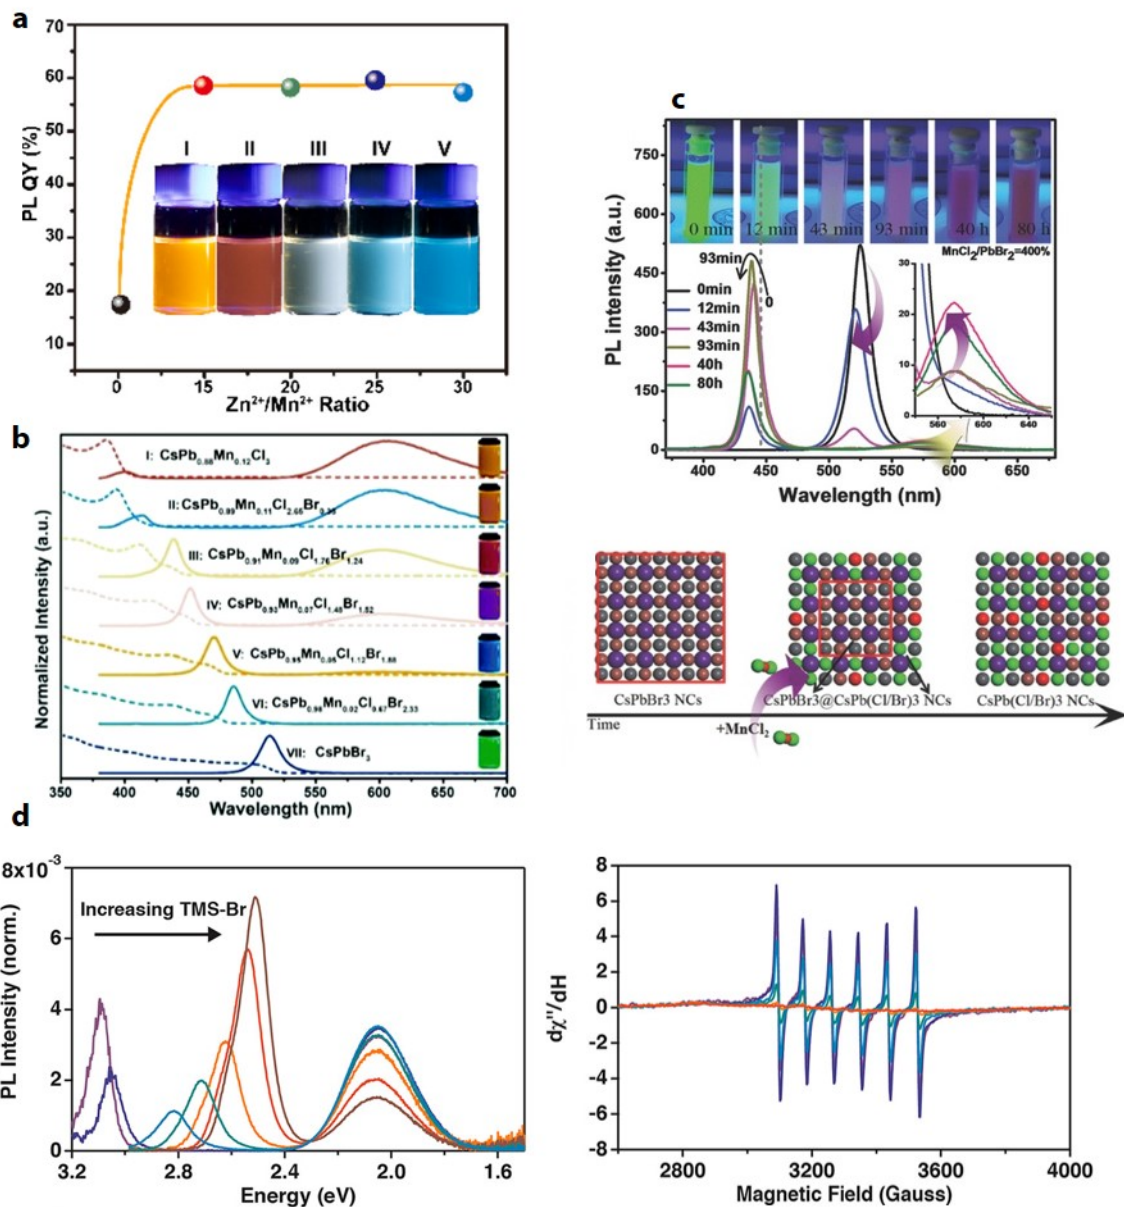 a
70
60
50
40
30
20
10
PL QY (%)
I II III IV V
0 15 20 25 30
Zn²⁺/Mn²⁺ Ratio
b
I: CsPb₀.₈₈Mn₀.₁₂Cl₃
II: CsPb₀.₈₉Mn₀.₁₁Cl₂.₆₅Br₀.₃₅
III: CsPb₀.₉₁Mn₀.₀₉Cl₁.₇₆Br₁.₂₄
IV: CsPb₀.₉₃Mn₀.₀₇Cl₁.₄₈Br₁.₅₂
V: CsPb₀.₉₅Mn₀.₀₅Cl₁.₁₂Br₁.₈₈
VI: CsPb₀.₉₈Mn₀.₀₂Cl₀.₆₇Br₂.₃₃
VII: CsPbBr₃
Normalized Intensity (a.u.)
350 400 450 500 550 600 650 700
Wavelength (nm)
c
750
600
450
300
150
0
PL intensity (a.u.)
0 min 12 min 43 min 93 min 40 h 80 h
MnCl₂/PbBr₂=400%
93min
0
0min
12min
43min
93min
40h
80h
30
20
10
0
560 600 640
400 450 500 550 600 650
Wavelength (nm)
CsPbBr3 NCs
CsPbBr3@CsPb(Cl/Br)3 NCs
CsPb(Cl/Br)3 NCs
Time
+MnCl₂
d
8x10⁻³
6
4
2
0
PL Intensity (norm.)
Increasing TMS-Br
3.2 2.8 2.4 2.0 1.6
Energy (eV)
8
6
4
2
0
-2
-4
-6
-8
dχ''/dH
2800 3200 3600 4000
Magnetic Field (Gauss)